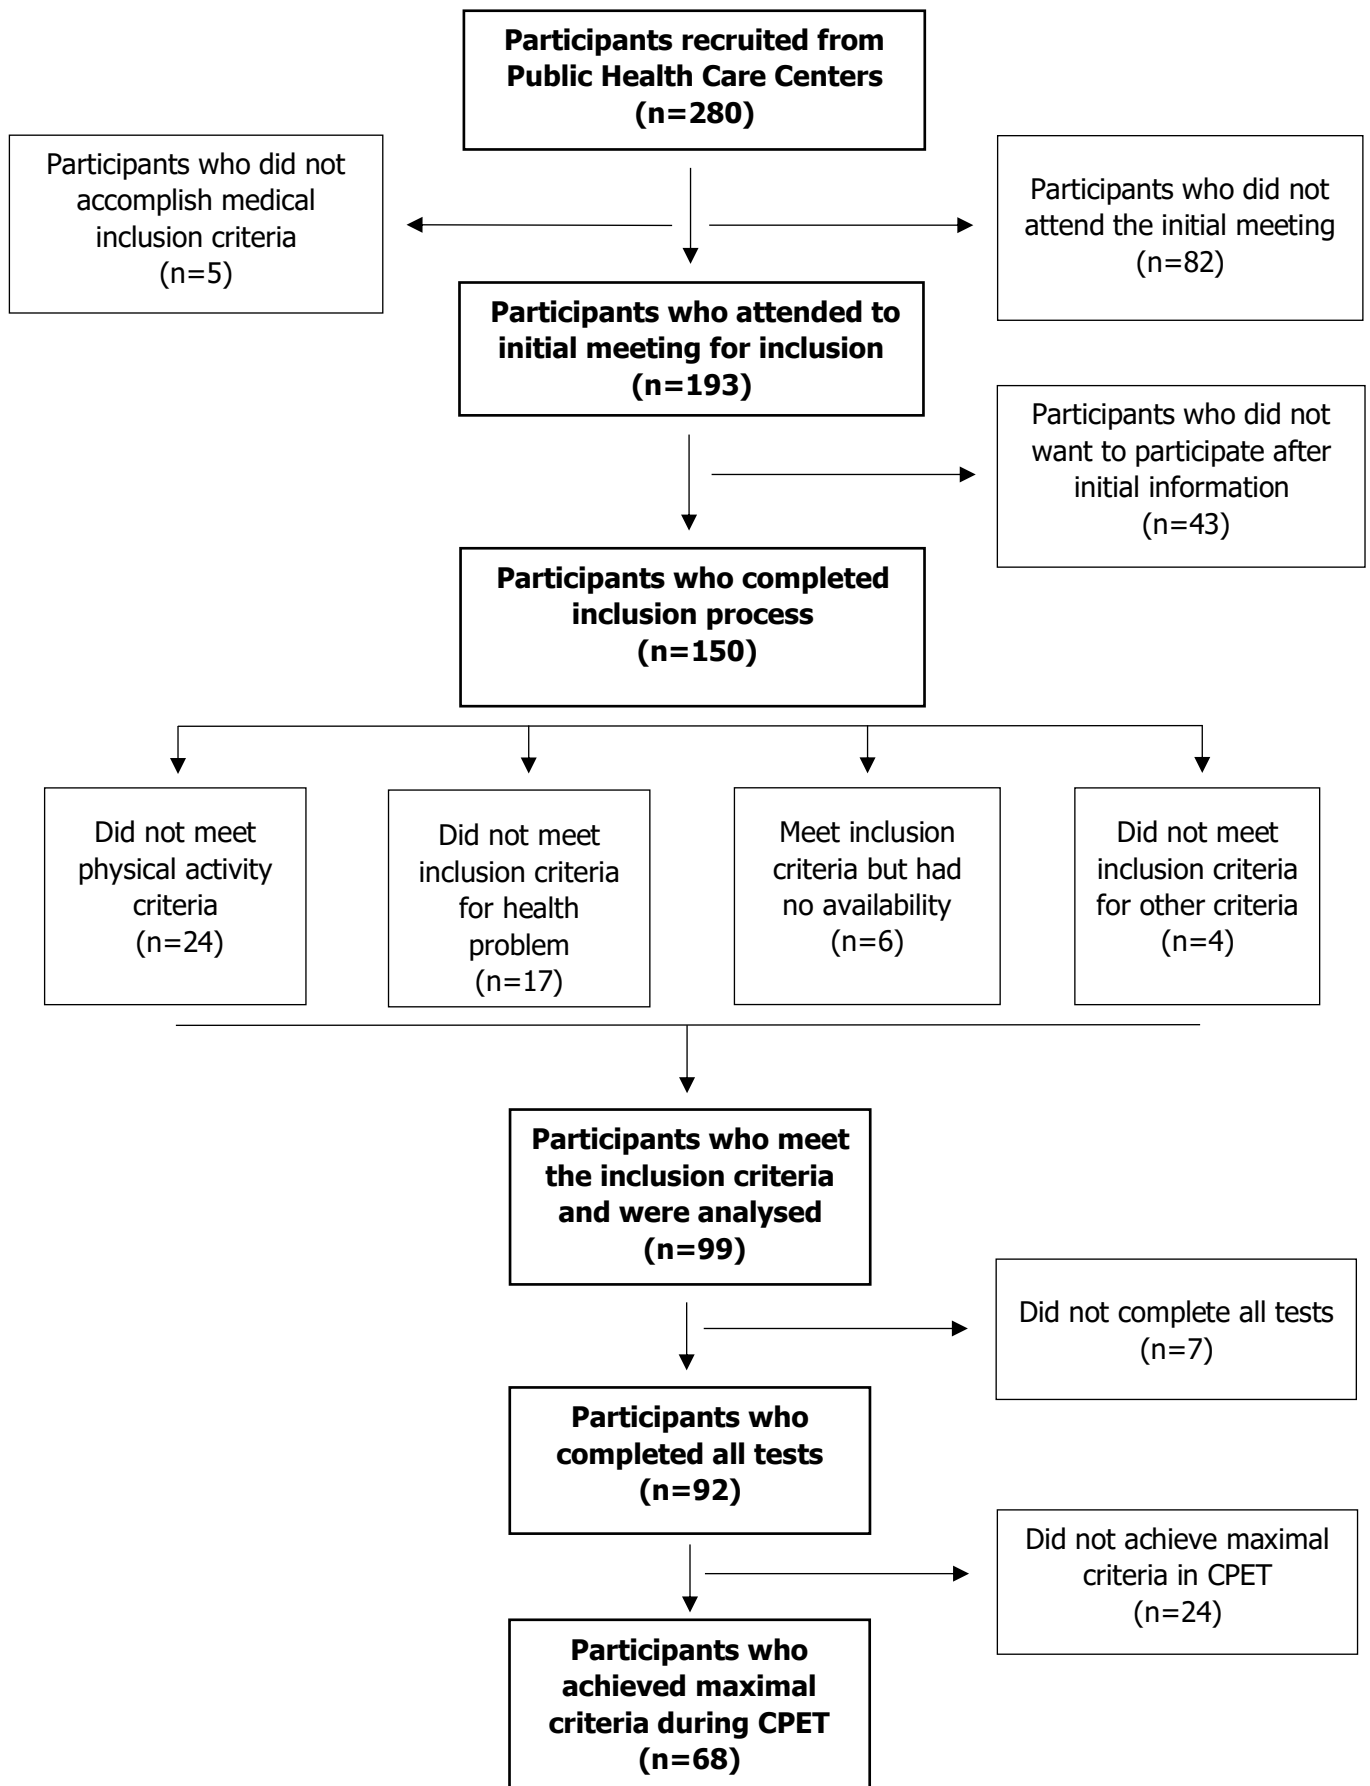 Participants recruited from
Public Health Care Centers
(n=280)
Participants who did not
accomplish medical
inclusion criteria
(n=5)
Participants who did not
attend the initial meeting
(n=82)
Participants who attended to
initial meeting for inclusion
(n=193)
Participants who did not
want to participate after
initial information
(n=43)
Participants who completed
inclusion process
(n=150)
Did not meet
physical activity
criteria
(n=24)
Did not meet
inclusion criteria
for health
problem
(n=17)
Meet inclusion
criteria but had
no availability
(n=6)
Did not meet
inclusion criteria
for other criteria
(n=4)
Participants who meet
the inclusion criteria
and were analysed
(n=99)
Did not complete all tests
(n=7)
Participants who
completed all tests
(n=92)
Did not achieve maximal
criteria in CPET
(n=24)
Participants who
achieved maximal
criteria during CPET
(n=68)